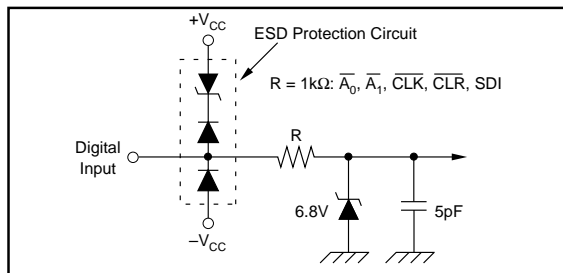 +V_CC
ESD Protection Circuit
R = 1kΩ: A̅₀, A̅₁, C̅L̅K̅, C̅L̅R̅, SDI
R
Digital
Input
6.8V
5pF
–V_CC